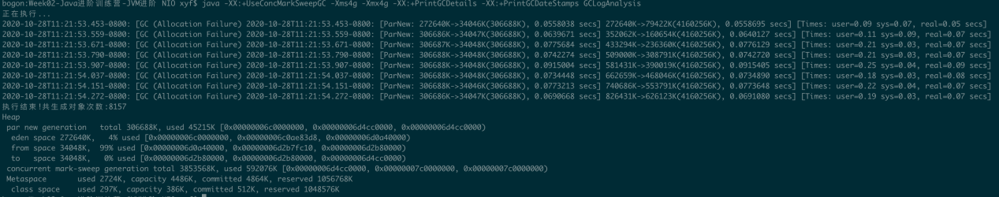 bogon:Week02-Java进阶训练营-JVM进阶 NIO xyf$ java -XX:+UseConcMarkSweepGC -Xms4g -Xmx4g -XX:+PrintGCDetails -XX:+PrintGCDateStamps GCLogAnalysis
正在执行...
2020-10-28T11:21:53.453-0800: [GC (Allocation Failure) 2020-10-28T11:21:53.453-0800: [ParNew: 272640K->34046K(306688K), 0.0558038 secs] 272640K->79422K(4160256K), 0.0558695 secs] [Times: user=0.09 sys=0.07, real=0.05 secs]
2020-10-28T11:21:53.559-0800: [GC (Allocation Failure) 2020-10-28T11:21:53.559-0800: [ParNew: 306686K->34047K(306688K), 0.0639671 secs] 352062K->160654K(4160256K), 0.0640127 secs] [Times: user=0.11 sys=0.09, real=0.07 secs]
2020-10-28T11:21:53.671-0800: [GC (Allocation Failure) 2020-10-28T11:21:53.671-0800: [ParNew: 306687K->34048K(306688K), 0.0775684 secs] 433294K->236360K(4160256K), 0.0776129 secs] [Times: user=0.21 sys=0.03, real=0.07 secs]
2020-10-28T11:21:53.790-0800: [GC (Allocation Failure) 2020-10-28T11:21:53.790-0800: [ParNew: 306688K->34048K(306688K), 0.0742274 secs] 509000K->308791K(4160256K), 0.0742720 secs] [Times: user=0.21 sys=0.03, real=0.07 secs]
2020-10-28T11:21:53.907-0800: [GC (Allocation Failure) 2020-10-28T11:21:53.907-0800: [ParNew: 306688K->34048K(306688K), 0.0915004 secs] 581431K->390019K(4160256K), 0.0915405 secs] [Times: user=0.25 sys=0.04, real=0.09 secs]
2020-10-28T11:21:54.037-0800: [GC (Allocation Failure) 2020-10-28T11:21:54.037-0800: [ParNew: 306688K->34048K(306688K), 0.0734448 secs] 662659K->468046K(4160256K), 0.0734890 secs] [Times: user=0.18 sys=0.03, real=0.08 secs]
2020-10-28T11:21:54.151-0800: [GC (Allocation Failure) 2020-10-28T11:21:54.151-0800: [ParNew: 306688K->34046K(306688K), 0.0773213 secs] 740686K->553791K(4160256K), 0.0773648 secs] [Times: user=0.22 sys=0.04, real=0.07 secs]
2020-10-28T11:21:54.272-0800: [GC (Allocation Failure) 2020-10-28T11:21:54.272-0800: [ParNew: 306686K->34047K(306688K), 0.0690668 secs] 826431K->626123K(4160256K), 0.0691080 secs] [Times: user=0.19 sys=0.03, real=0.07 secs]
执行结束!共生成对象次数:8157
Heap
par new generation total 306688K, used 45215K [0x00000006c0000000, 0x00000006d4cc0000, 0x00000006d4cc0000)
eden space 272640K, 4% used [0x00000006c0000000, 0x00000006c0ae83d8, 0x00000006d0a40000)
from space 34048K, 99% used [0x00000006d0a40000, 0x00000006d2b7fc10, 0x00000006d2b80000)
to space 34048K, 0% used [0x00000006d2b80000, 0x00000006d2b80000, 0x00000006d4cc0000)
concurrent mark-sweep generation total 3853568K, used 592076K [0x00000006d4cc0000, 0x00000007c0000000, 0x00000007c0000000)
Metaspace used 2724K, capacity 4486K, committed 4864K, reserved 1056768K
class space used 297K, capacity 386K, committed 512K, reserved 1048576K